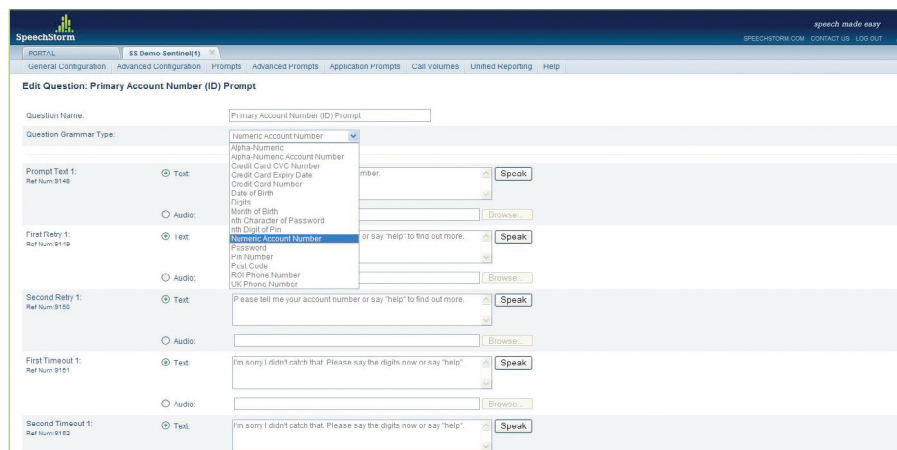 speech made easy
SpeechStorm
SPEECHSTORM.COM CONTACT US LOG OUT
PORTAL SS Demo Sentinel(1)
General Configuration Advanced Configuration Prompts Advanced Prompts Application Prompts Call Volumes Unified Reporting Help
Edit Question: Primary Account Number (ID) Prompt
Question Name: Primary Account Number (ID) Prompt
Question Grammar Type: Numeric Account Number
Alpha-Numeric
Alpha-Numeric Account Number
Credit Card CVC Number
Credit Card Expiry Date
Credit Card Number
Date of Birth
Digits
Month of Birth
nth Character of Password
nth Digit of Pin
Numeric Account Number
Password
Pin Number
Post Code
ROI Phone Number
UK Phone Number
Prompt Text 1: Text: mber. Speak
Ref Num:9148
Audio: Browse...
First Retry 1: Text: or say "help" to find out more. Speak
Ref Num:9149
Audio: Browse...
Second Retry 1: Text: Please tell me your account number or say "help" to find out more. Speak
Ref Num:9150
Audio: Browse...
First Timeout 1: Text: I'm sorry I didn't catch that. Please say the digits now or say "help". Speak
Ref Num:9151
Audio: Browse...
Second Timeout 1: Text: I'm sorry I didn't catch that. Please say the digits now or say "help". Speak
Ref Num:9152